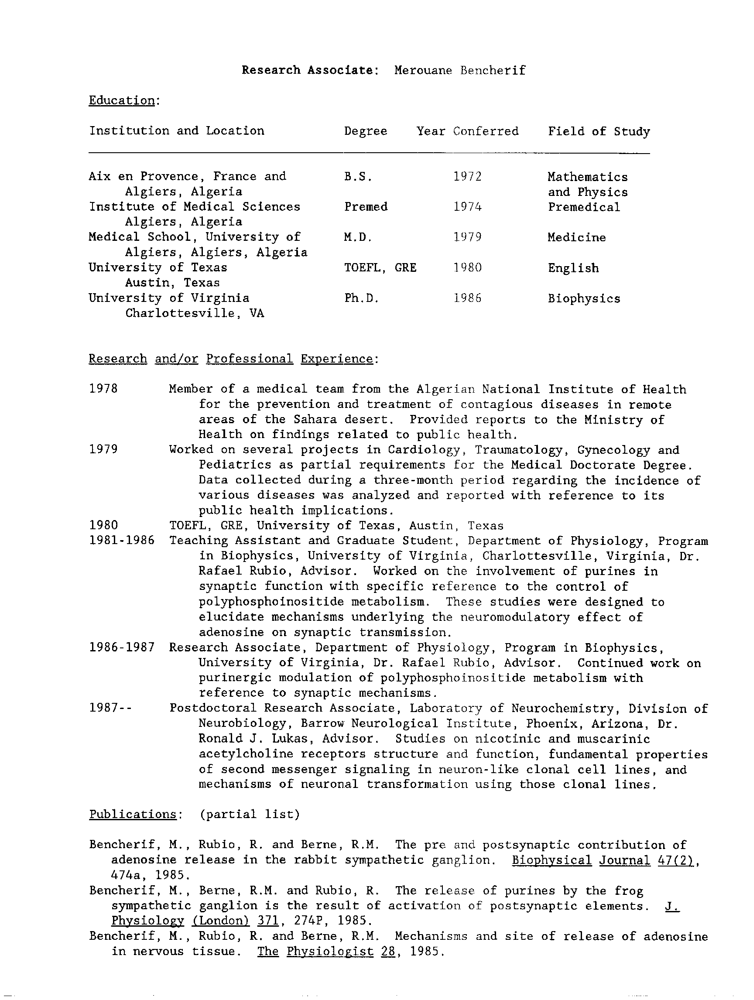 Research Associate: Merouane Bencherif
Education:
Institution and Location Degree Year Conferred Field of Study
Aix en Provence, France and B.S. 1972 Mathematics
Algiers, Algeria and Physics
Institute of Medical Sciences Premed 1974 Premedical
Algiers, Algeria
Medical School, University of M.D. 1979 Medicine
Algiers, Algiers, Algeria
University of Texas TOEFL, GRE 1980 English
Austin, Texas
University of Virginia Ph.D. 1986 Biophysics
Charlottesville, VA
Research and/or Professional Experience:
1978 Member of a medical team from the Algerian National Institute of Health
for the prevention and treatment of contagious diseases in remote
areas of the Sahara desert. Provided reports to the Ministry of
Health on findings related to public health.
1979 Worked on several projects in Cardiology, Traumatology, Gynecology and
Pediatrics as partial requirements for the Medical Doctorate Degree.
Data collected during a three-month period regarding the incidence of
various diseases was analyzed and reported with reference to its
public health implications.
1980 TOEFL, GRE, University of Texas, Austin, Texas
1981-1986 Teaching Assistant and Graduate Student, Department of Physiology, Program
in Biophysics, University of Virginia, Charlottesville, Virginia, Dr.
Rafael Rubio, Advisor. Worked on the involvement of purines in
synaptic function with specific reference to the control of
polyphosphoinositide metabolism. These studies were designed to
elucidate mechanisms underlying the neuromodulatory effect of
adenosine on synaptic transmission.
1986-1987 Research Associate, Department of Physiology, Program in Biophysics,
University of Virginia, Dr. Rafael Rubio, Advisor. Continued work on
purinergic modulation of polyphosphoinositide metabolism with
reference to synaptic mechanisms.
1987-- Postdoctoral Research Associate, Laboratory of Neurochemistry, Division of
Neurobiology, Barrow Neurological Institute, Phoenix, Arizona, Dr.
Ronald J. Lukas, Advisor. Studies on nicotinic and muscarinic
acetylcholine receptors structure and function, fundamental properties
of second messenger signaling in neuron-like clonal cell lines, and
mechanisms of neuronal transformation using those clonal lines.
Publications: (partial list)
Bencherif, M., Rubio, R. and Berne, R.M. The pre and postsynaptic contribution of
adenosine release in the rabbit sympathetic ganglion. Biophysical Journal 47(2),
474a, 1985.
Bencherif, M., Berne, R.M. and Rubio, R. The release of purines by the frog
sympathetic ganglion is the result of activation of postsynaptic elements. J.
Physiology (London) 371, 274P, 1985.
Bencherif, M., Rubio, R. and Berne, R.M. Mechanisms and site of release of adenosine
in nervous tissue. The Physiologist 28, 1985.